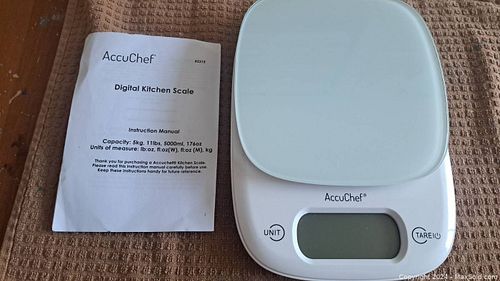 AccuChef
#2315
Digital Kitchen Scale
Instruction Manual
Capacity: 5kg, 11lbs, 5000ml, 176oz
Units of measure: lb:oz, fl:oz(W), fl:oz (M), kg
Thank you for purchasing a Accuchef® Kitchen Scale.
Please read this instruction manual carefully before use.
Keep these instructions handy for future reference.
AccuChef®
UNIT
TARE
Copyright 2024 - MaxSold.com